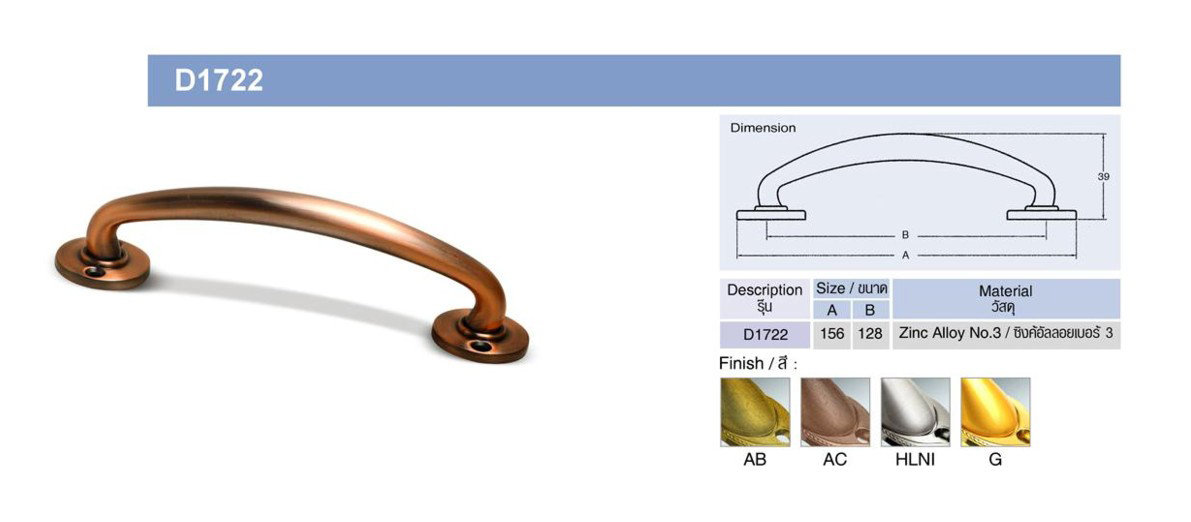 D1722
Dimension
39
B
A
Description
รุ๊น
Size / ขนาด
A
B
Material
วัสดุ
D1722
156
128
Zinc Alloy No.3 / ซิงค์อัลลอยเบอร์ 3
Finish / สี :
AB
AC
HLNI
G